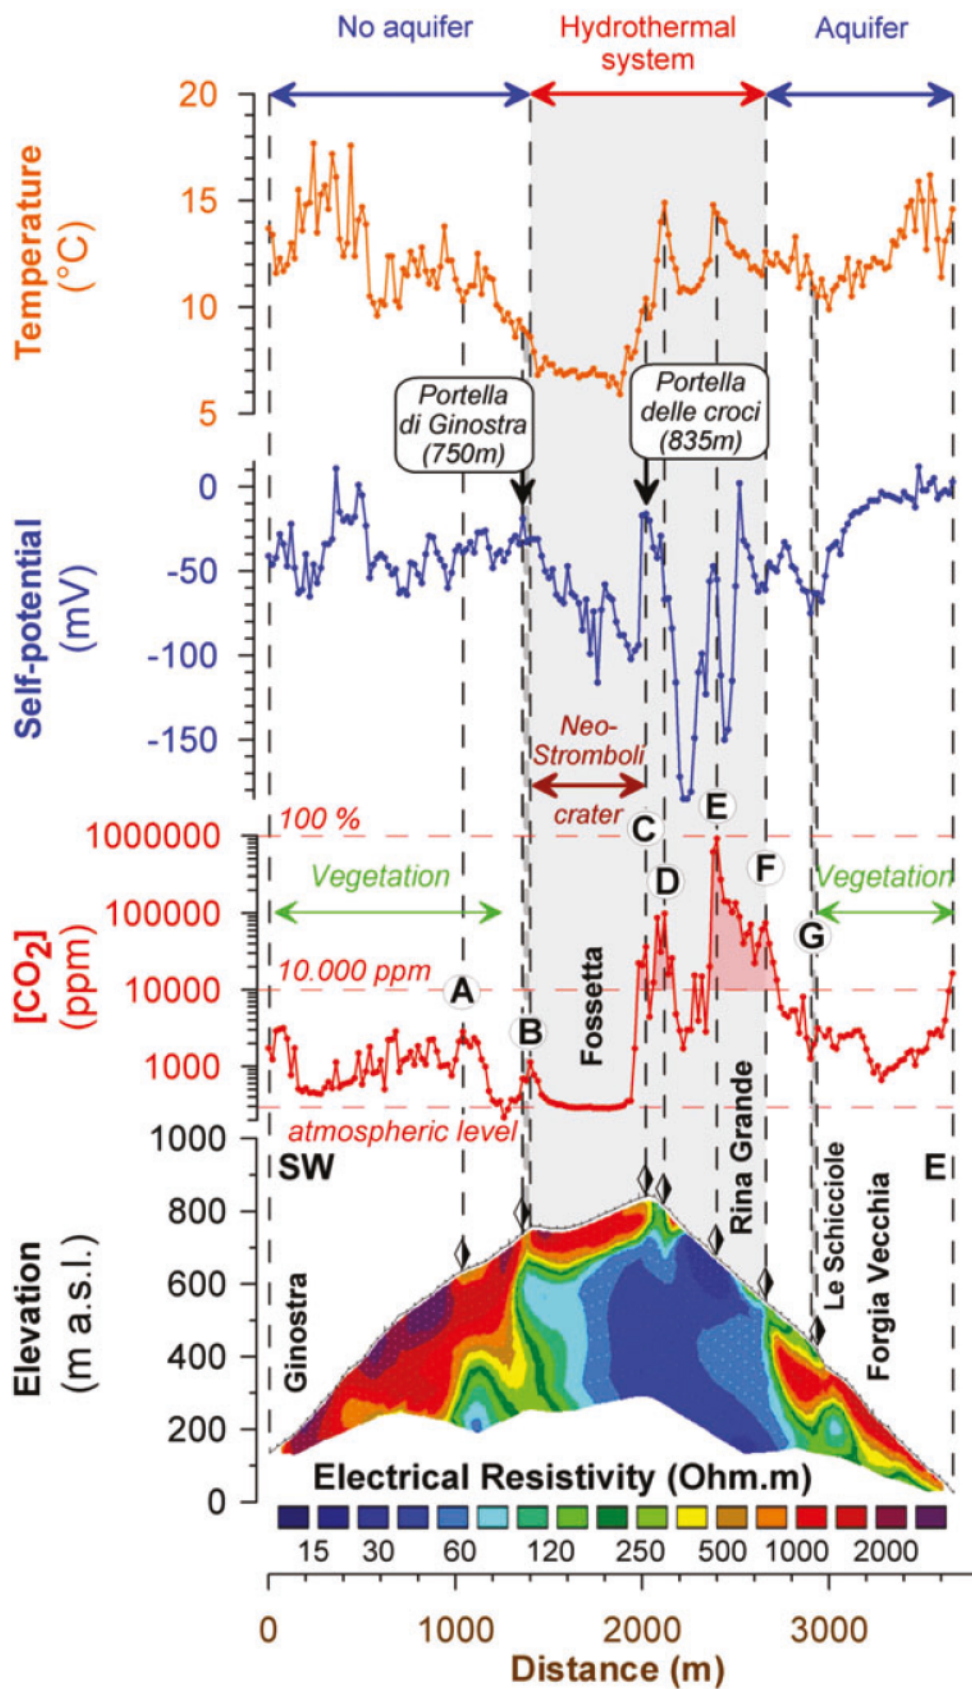 No aquifer
Hydrothermal
system
Aquifer
Temperature
(°C)
20
15
10
5
Portella
di Ginostra
(750m)
Portella
delle croci
(835m)
Self-potential
(mV)
0
-50
-100
-150
Neo-
Stromboli
crater
[CO2]
(ppm)
1000000
100000
10000
1000
100 %
Vegetation
Vegetation
10.000 ppm
atmospheric level
A
B
C
D
E
F
G
Fossetta
Rina Grande
Le Schicciole
Forgia Vecchia
Ginostra
SW
E
Elevation
(m a.s.l.)
1000
800
600
400
200
0
Electrical Resistivity (Ohm.m)
15 30 60 120 250 500 1000 2000
0 1000 2000 3000
Distance (m)